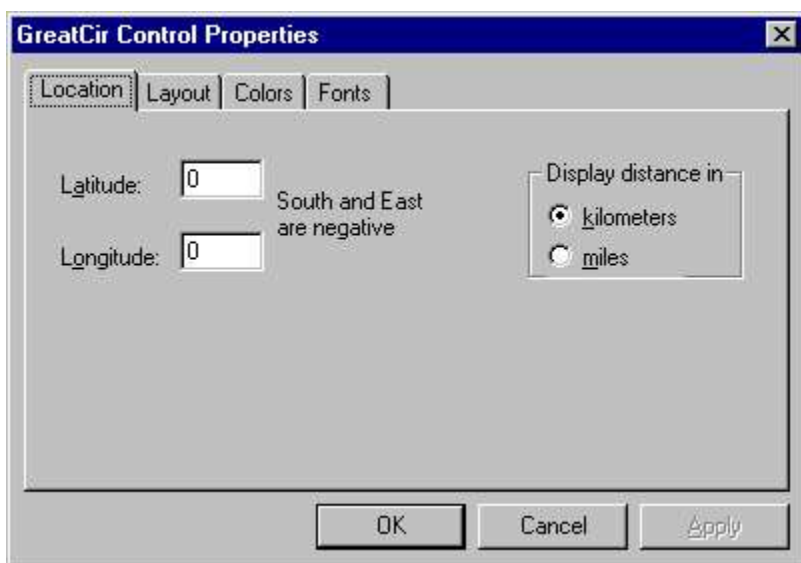 GreatCir Control Properties
Location Layout Colors Fonts
Latitude: 0
South and East
are negative
Longitude: 0
Display distance in
kilometers
miles
OK Cancel Apply